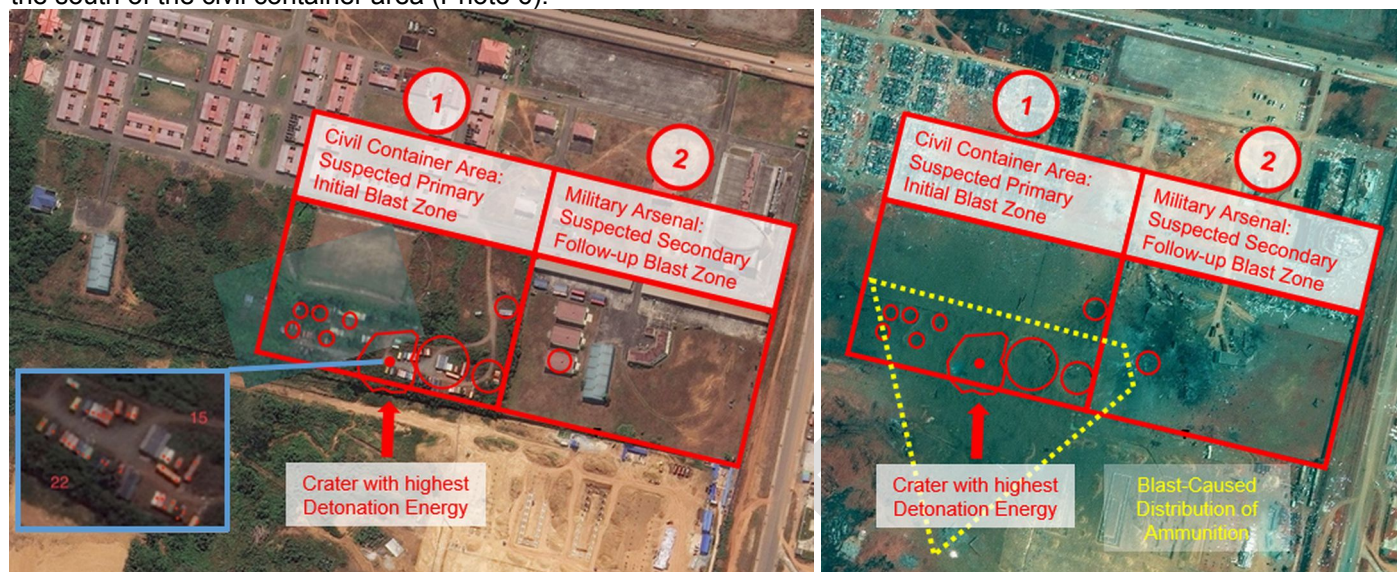 the south of the civil container area (Photo 6).
1
Civil Container Area:
Suspected Primary
Initial Blast Zone
2
Military Arsenal:
Suspected Secondary
Follow-up Blast Zone
15
22
Crater with highest
Detonation Energy
1
Civil Container Area:
Suspected Primary
Initial Blast Zone
2
Military Arsenal:
Suspected Secondary
Follow-up Blast Zone
Crater with highest
Detonation Energy
Blast-Caused
Distribution of
Ammunition